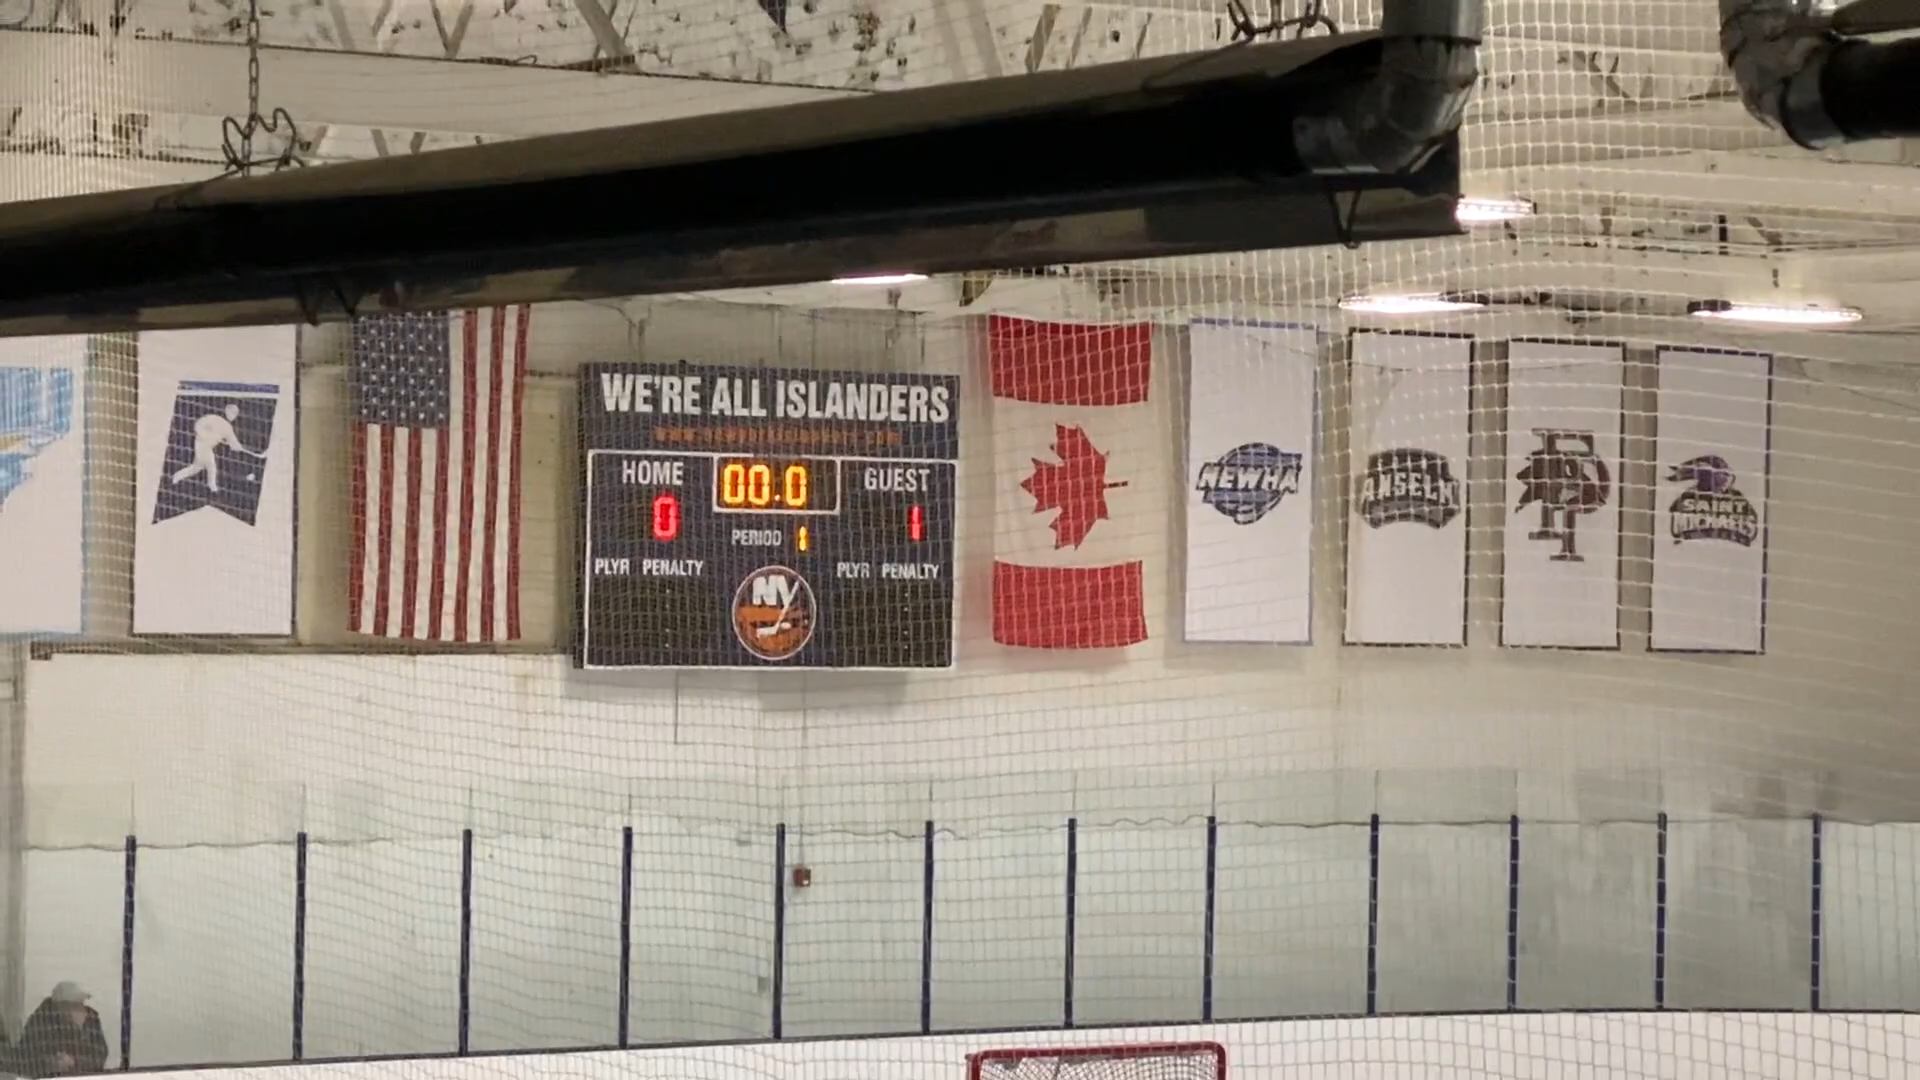 WE'RE ALL ISLANDERS
HOME
00.0
GUEST
0
PERIOD 1
1
PLYR PENALTY
PLYR PENALTY
NY
NEWHA
ANSELM
SAINT
MICHAEL'S